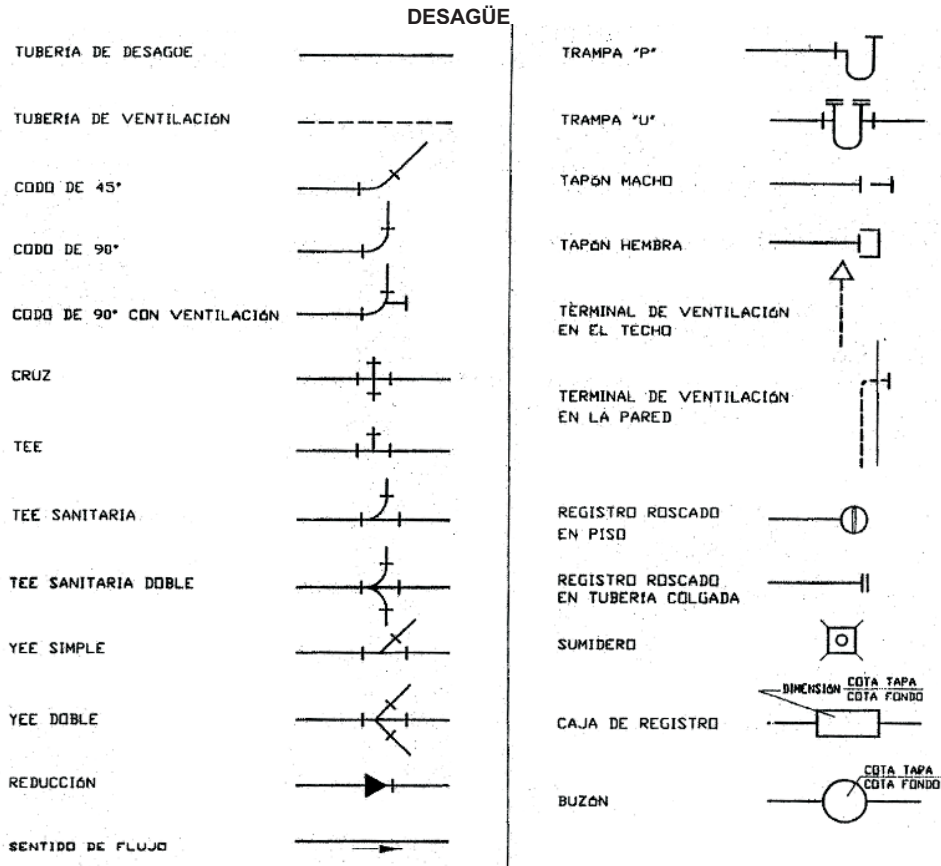 DESAGÜE
TUBERÍA DE DESAGÜE
TUBERÍA DE VENTILACIÓN
CODO DE 45°
CODO DE 90°
CODO DE 90° CON VENTILACIÓN
CRUZ
TEE
TEE SANITARIA
TEE SANITARIA DOBLE
YEE SIMPLE
YEE DOBLE
REDUCCIÓN
SENTIDO DE FLUJO
TRAMPA "P"
TRAMPA "U"
TAPÓN MACHO
TAPÓN HEMBRA
TÈRMINAL DE VENTILACIÓN
EN EL TECHO
TERMINAL DE VENTILACIÓN
EN LA PARED
REGISTRO ROSCADO
EN PISO
REGISTRO ROSCADO
EN TUBERIA COLGADA
SUMIDERO
DIMENSIÓN COTA TAPA
COTA FONDO
CAJA DE REGISTRO
COTA TAPA
COTA FONDO
BUZÓN